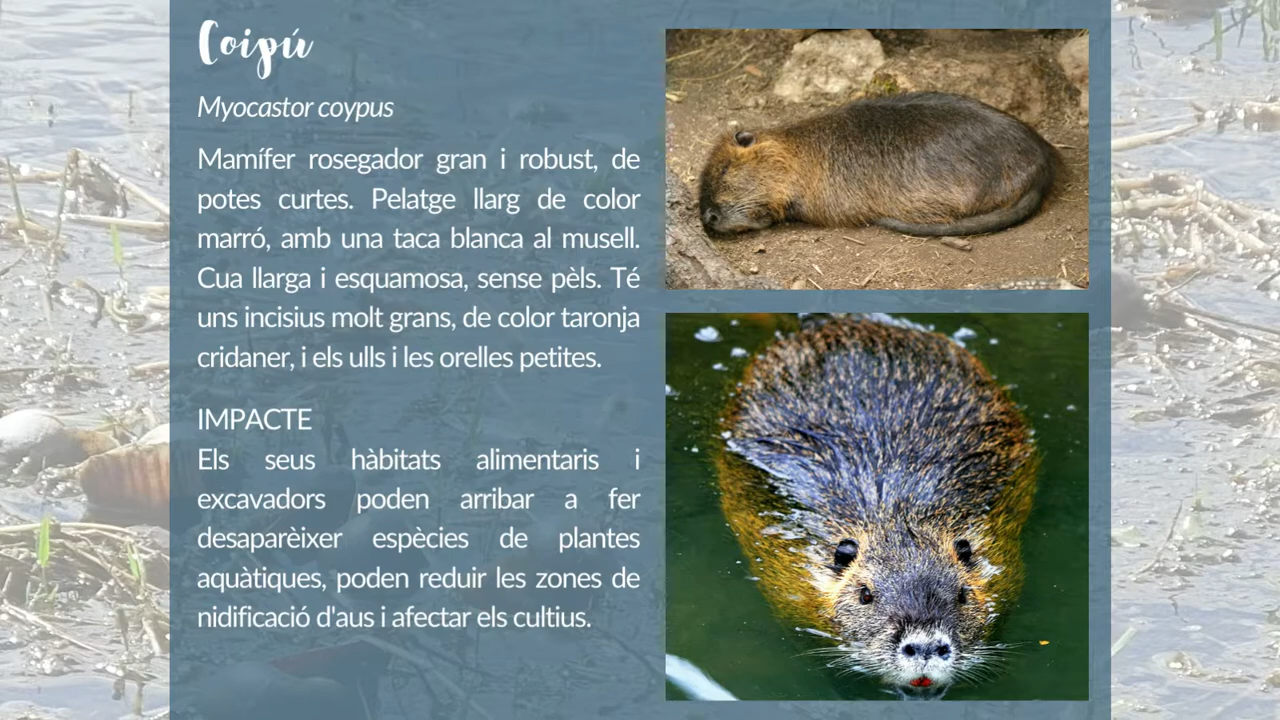 Coipú
Myocastor coypus
Mamífer rosegador gran i robust, de
potes curtes. Pelatge llarg de color
marró, amb una taca blanca al musell.
Cua llarga i esquamosa, sense pèls. Té
uns incisius molt grans, de color taronja
cridaner, i els ulls i les orelles petites.
IMPACTE
Els seus hàbitats alimentaris i
excavadors poden arribar a fer
desaparèixer espècies de plantes
aquàtiques, poden reduir les zones de
nidificació d'aus i afectar els cultius.